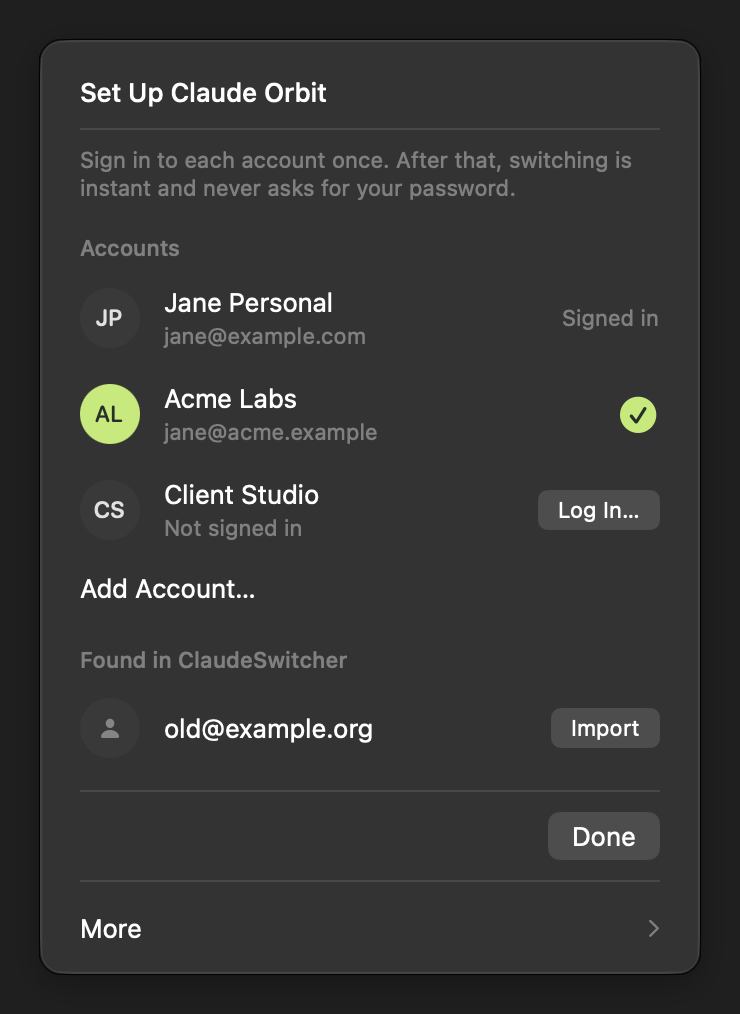 Set Up Claude Orbit
Sign in to each account once. After that, switching is
instant and never asks for your password.
Accounts
JP
Jane Personal
jane@example.com
Signed in
AL
Acme Labs
jane@acme.example
CS
Client Studio
Not signed in
Log In...
Add Account...
Found in ClaudeSwitcher
old@example.org
Import
Done
More